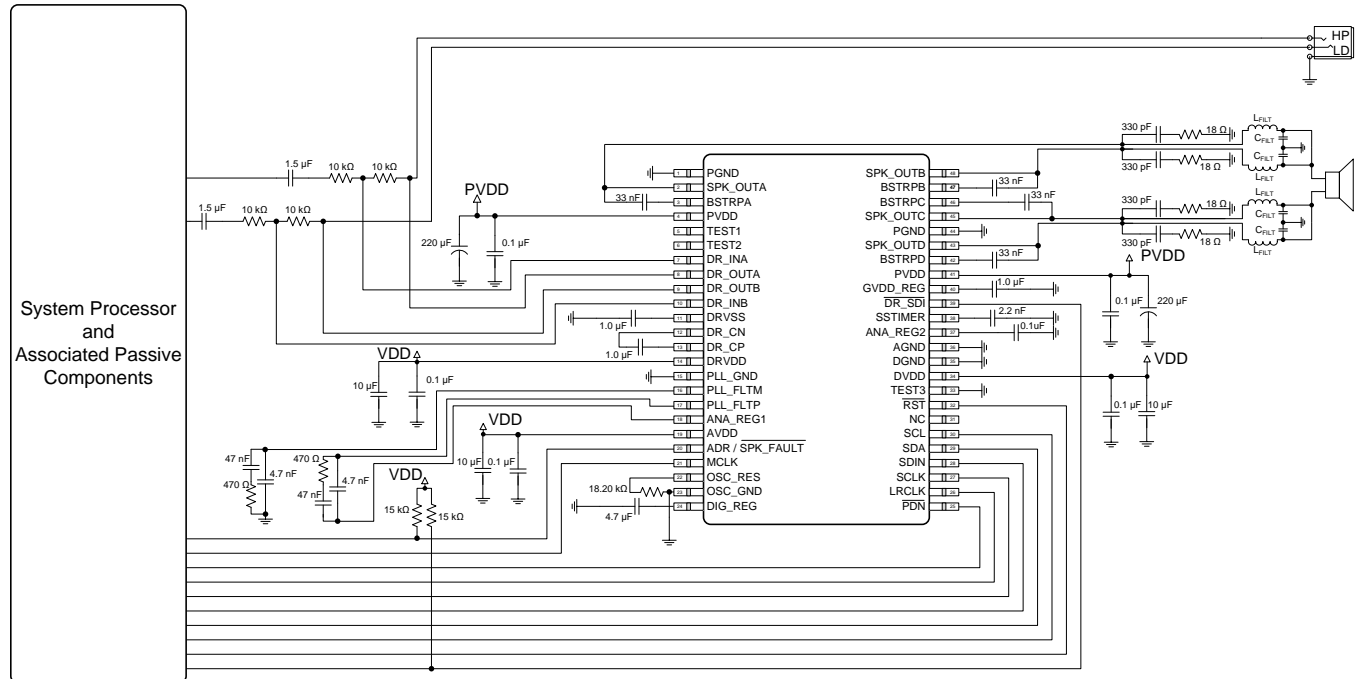 HP
LD
330 pF
18 Ω
L_FILT
C_FILT
C_FILT
330 pF
18 Ω
L_FILT
1.5 µF
10 kΩ
10 kΩ
1.5 µF
10 kΩ
10 kΩ
PVDD
220 µF
0.1 µF
33 nF
1 PGND
2 SPK_OUTA
3 BSTRPA
4 PVDD
5 TEST1
6 TEST2
7 DR_INA
8 DR_OUTA
9 DR_OUTB
10 DR_INB
11 DRVSS
12 DR_CN
13 DR_CP
14 DRVDD
15 PLL_GND
16 PLL_FLTM
17 PLL_FLTP
18 ANA_REG1
19 AVDD
20 ADR / SPK_FAULT
21 MCLK
22 OSC_RES
23 OSC_GND
24 DIG_REG
SPK_OUTB 48
BSTRPB 47
BSTRPC 46
SPK_OUTC 45
PGND 44
SPK_OUTD 43
BSTRPD 42
PVDD 41
GVDD_REG 40
DR_SDI 39
SSTIMER 38
ANA_REG2 37
AGND 36
DGND 35
DVDD 34
TEST3 33
RST 32
NC 31
SCL 30
SDA 29
SDIN 28
SCLK 27
LRCLK 26
PDN 25
33 nF
33 nF
33 nF
1.0 µF
2.2 nF
0.1uF
330 pF
18 Ω
L_FILT
C_FILT
C_FILT
330 pF
18 Ω
L_FILT
PVDD
0.1 µF
220 µF
VDD
0.1 µF
10 µF
1.0 µF
1.0 µF
VDD
10 µF
0.1 µF
VDD
10 µF
0.1 µF
47 nF
470 Ω
4.7 nF
470 Ω
47 nF
4.7 nF
VDD
15 kΩ
15 kΩ
18.20 kΩ
4.7 µF
System Processor
and
Associated Passive
Components